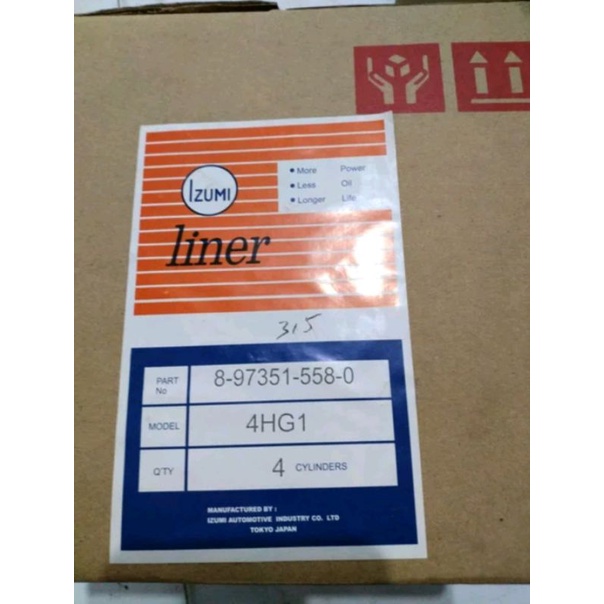 IZUMI
• More Power
• Less Oil
• Longer Life
liner
315
PART No 8-97351-558-0
MODEL 4HG1
Q'TY 4 CYLINDERS
MANUFACTURED BY :
IZUMI AUTOMOTIVE INDUSTRY CO. LTD
TOKYO JAPAN